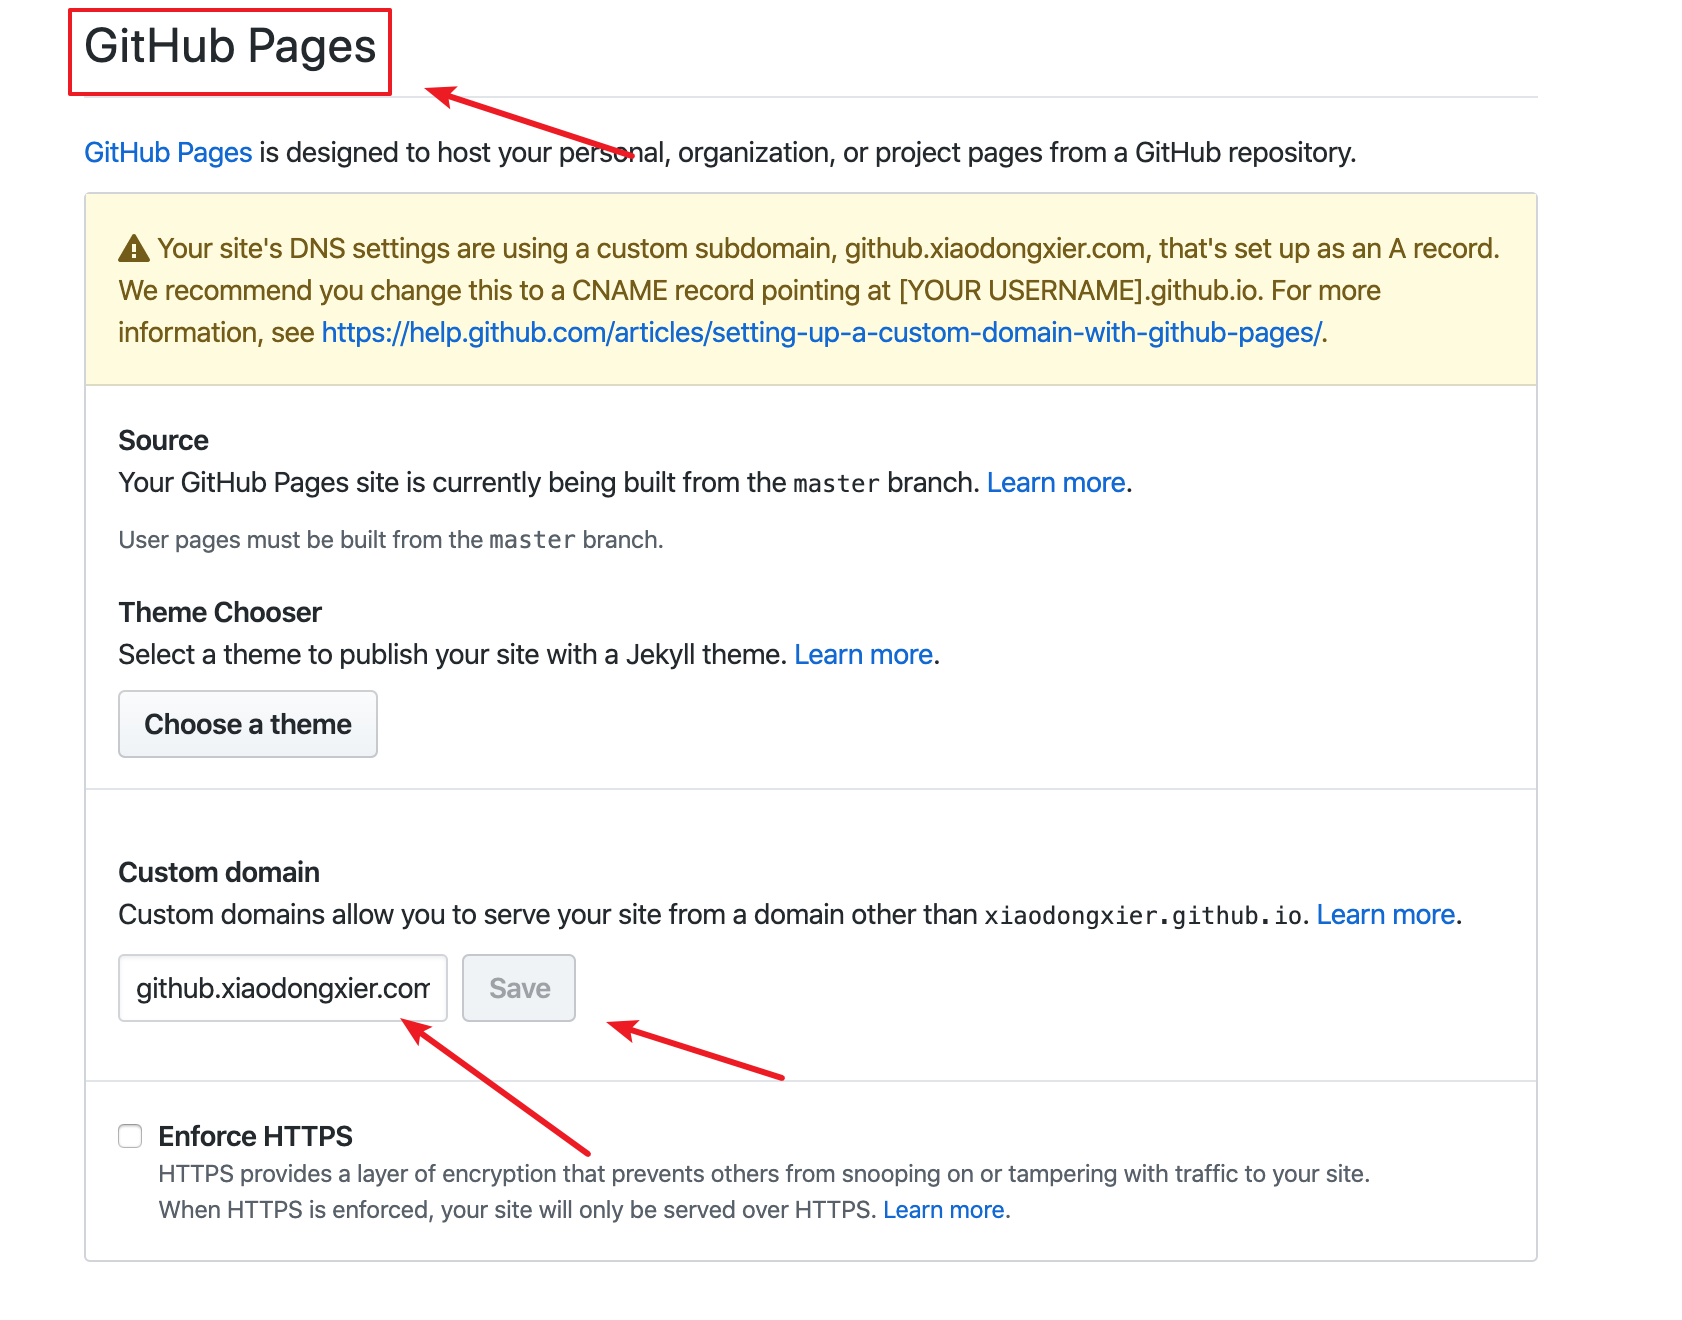 GitHub Pages
GitHub Pages is designed to host your personal, organization, or project pages from a GitHub repository.
Your site's DNS settings are using a custom subdomain, github.xiaodongxier.com, that's set up as an A record.
We recommend you change this to a CNAME record pointing at [YOUR USERNAME].github.io. For more
information, see https://help.github.com/articles/setting-up-a-custom-domain-with-github-pages/.
Source
Your GitHub Pages site is currently being built from the master branch. Learn more.
User pages must be built from the master branch.
Theme Chooser
Select a theme to publish your site with a Jekyll theme. Learn more.
Choose a theme
Custom domain
Custom domains allow you to serve your site from a domain other than xiaodongxier.github.io. Learn more.
github.xiaodongxier.com Save
Enforce HTTPS
HTTPS provides a layer of encryption that prevents others from snooping on or tampering with traffic to your site.
When HTTPS is enforced, your site will only be served over HTTPS. Learn more.